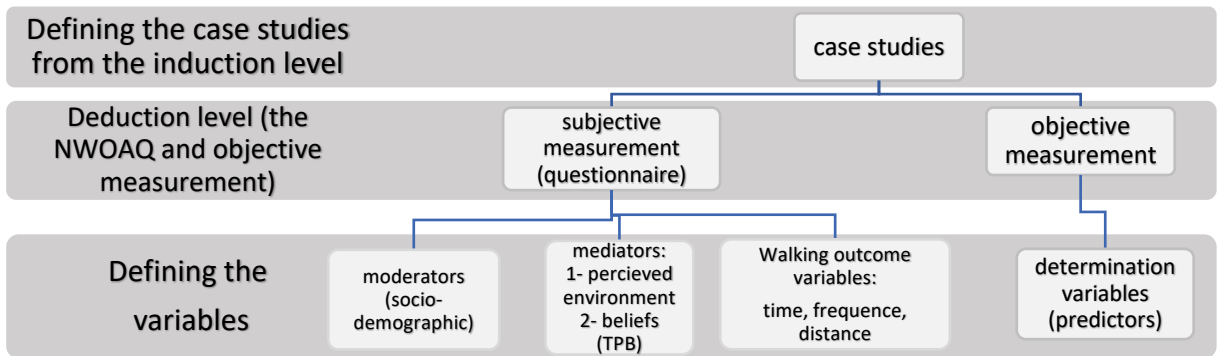 Defining the case studies
from the induction level
case studies
Deduction level (the
NWOAQ and objective
measurement)
subjective
measurement
(questionnaire)
objective
measurement
Defining the
variables
moderators
(socio-
demographic)
mediators:
1- percieved
environment
2- beliefs
(TPB)
Walking outcome
variables:
time, frequence,
distance
determination
variables
(predictors)